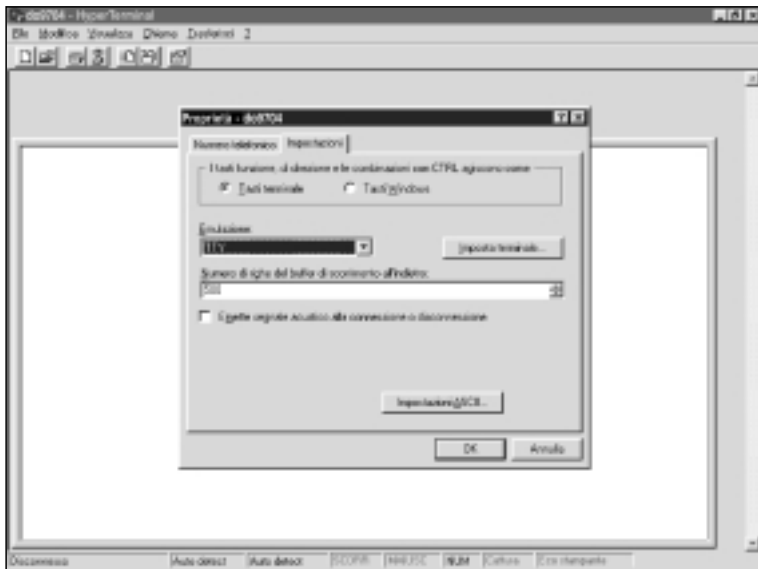 do9704 - HyperTerminal
File Modifica Visualizza Chiama Trasferisci ?
Proprietà - do9704
Numero telefonico Impostazioni
I tasti funzione, di direzione e le combinazioni con CTRL agiscono come
Tasti terminale Tasti Windows
Emulazione:
TTY Imposta terminale...
Numero di righe del buffer di scorrimento all'indietro:
500
Emette segnale acustico alla connessione o disconnessione
Impostazioni ASCII...
OK Annulla
Disconnesso Auto detect Auto detect SCORR MAIUSC NUM Cattura Eco stampante